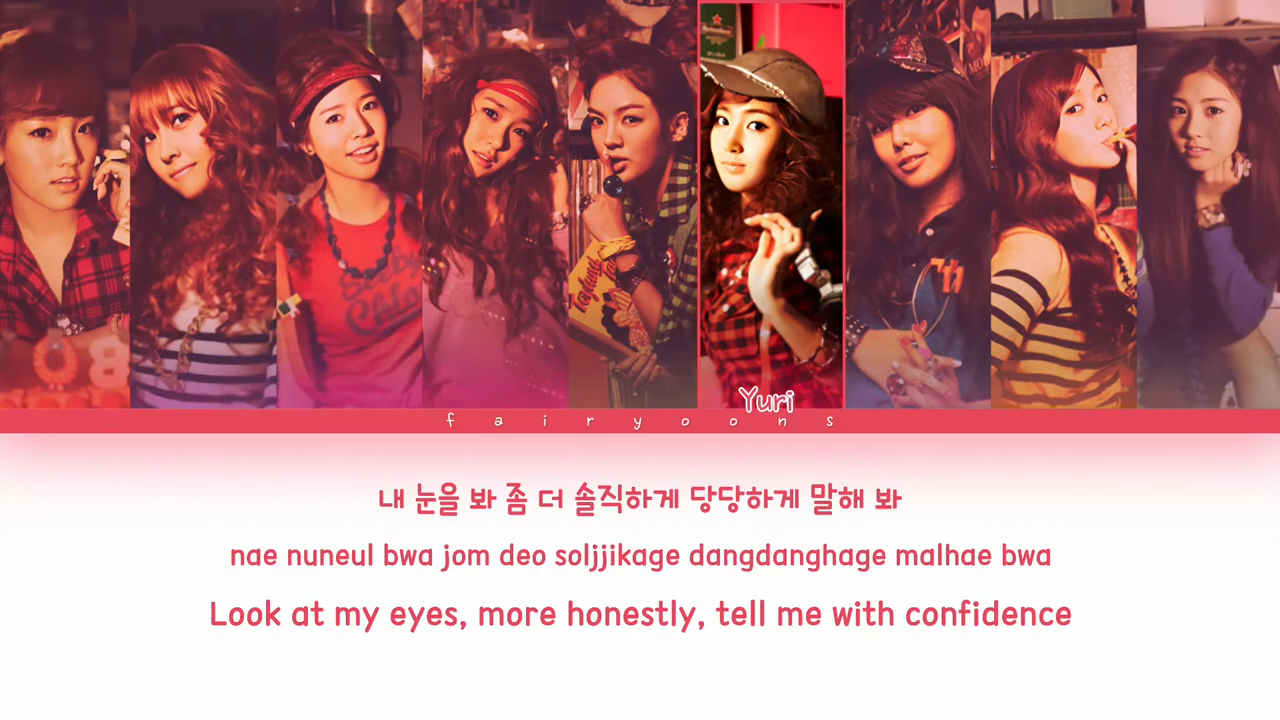 Yuri
fairyoons
내 눈을 봐 좀 더 솔직하게 당당하게 말해 봐
nae nuneul bwa jom deo soljjikage dangdanghage malhae bwa
Look at my eyes, more honestly, tell me with confidence